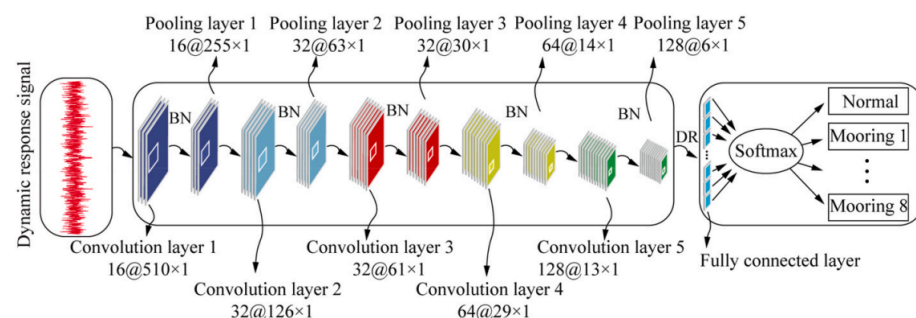 Pooling layer 1
16@255×1
Pooling layer 2
32@63×1
Pooling layer 3
32@30×1
Pooling layer 4
64@14×1
Pooling layer 5
128@6×1
Dynamic response signal
BN
BN
BN
BN
BN
DR
Softmax
Normal
Mooring 1
Mooring 8
Convolution layer 1
16@510×1
Convolution layer 2
32@126×1
Convolution layer 3
32@61×1
Convolution layer 4
64@29×1
Convolution layer 5
128@13×1
Fully connected layer